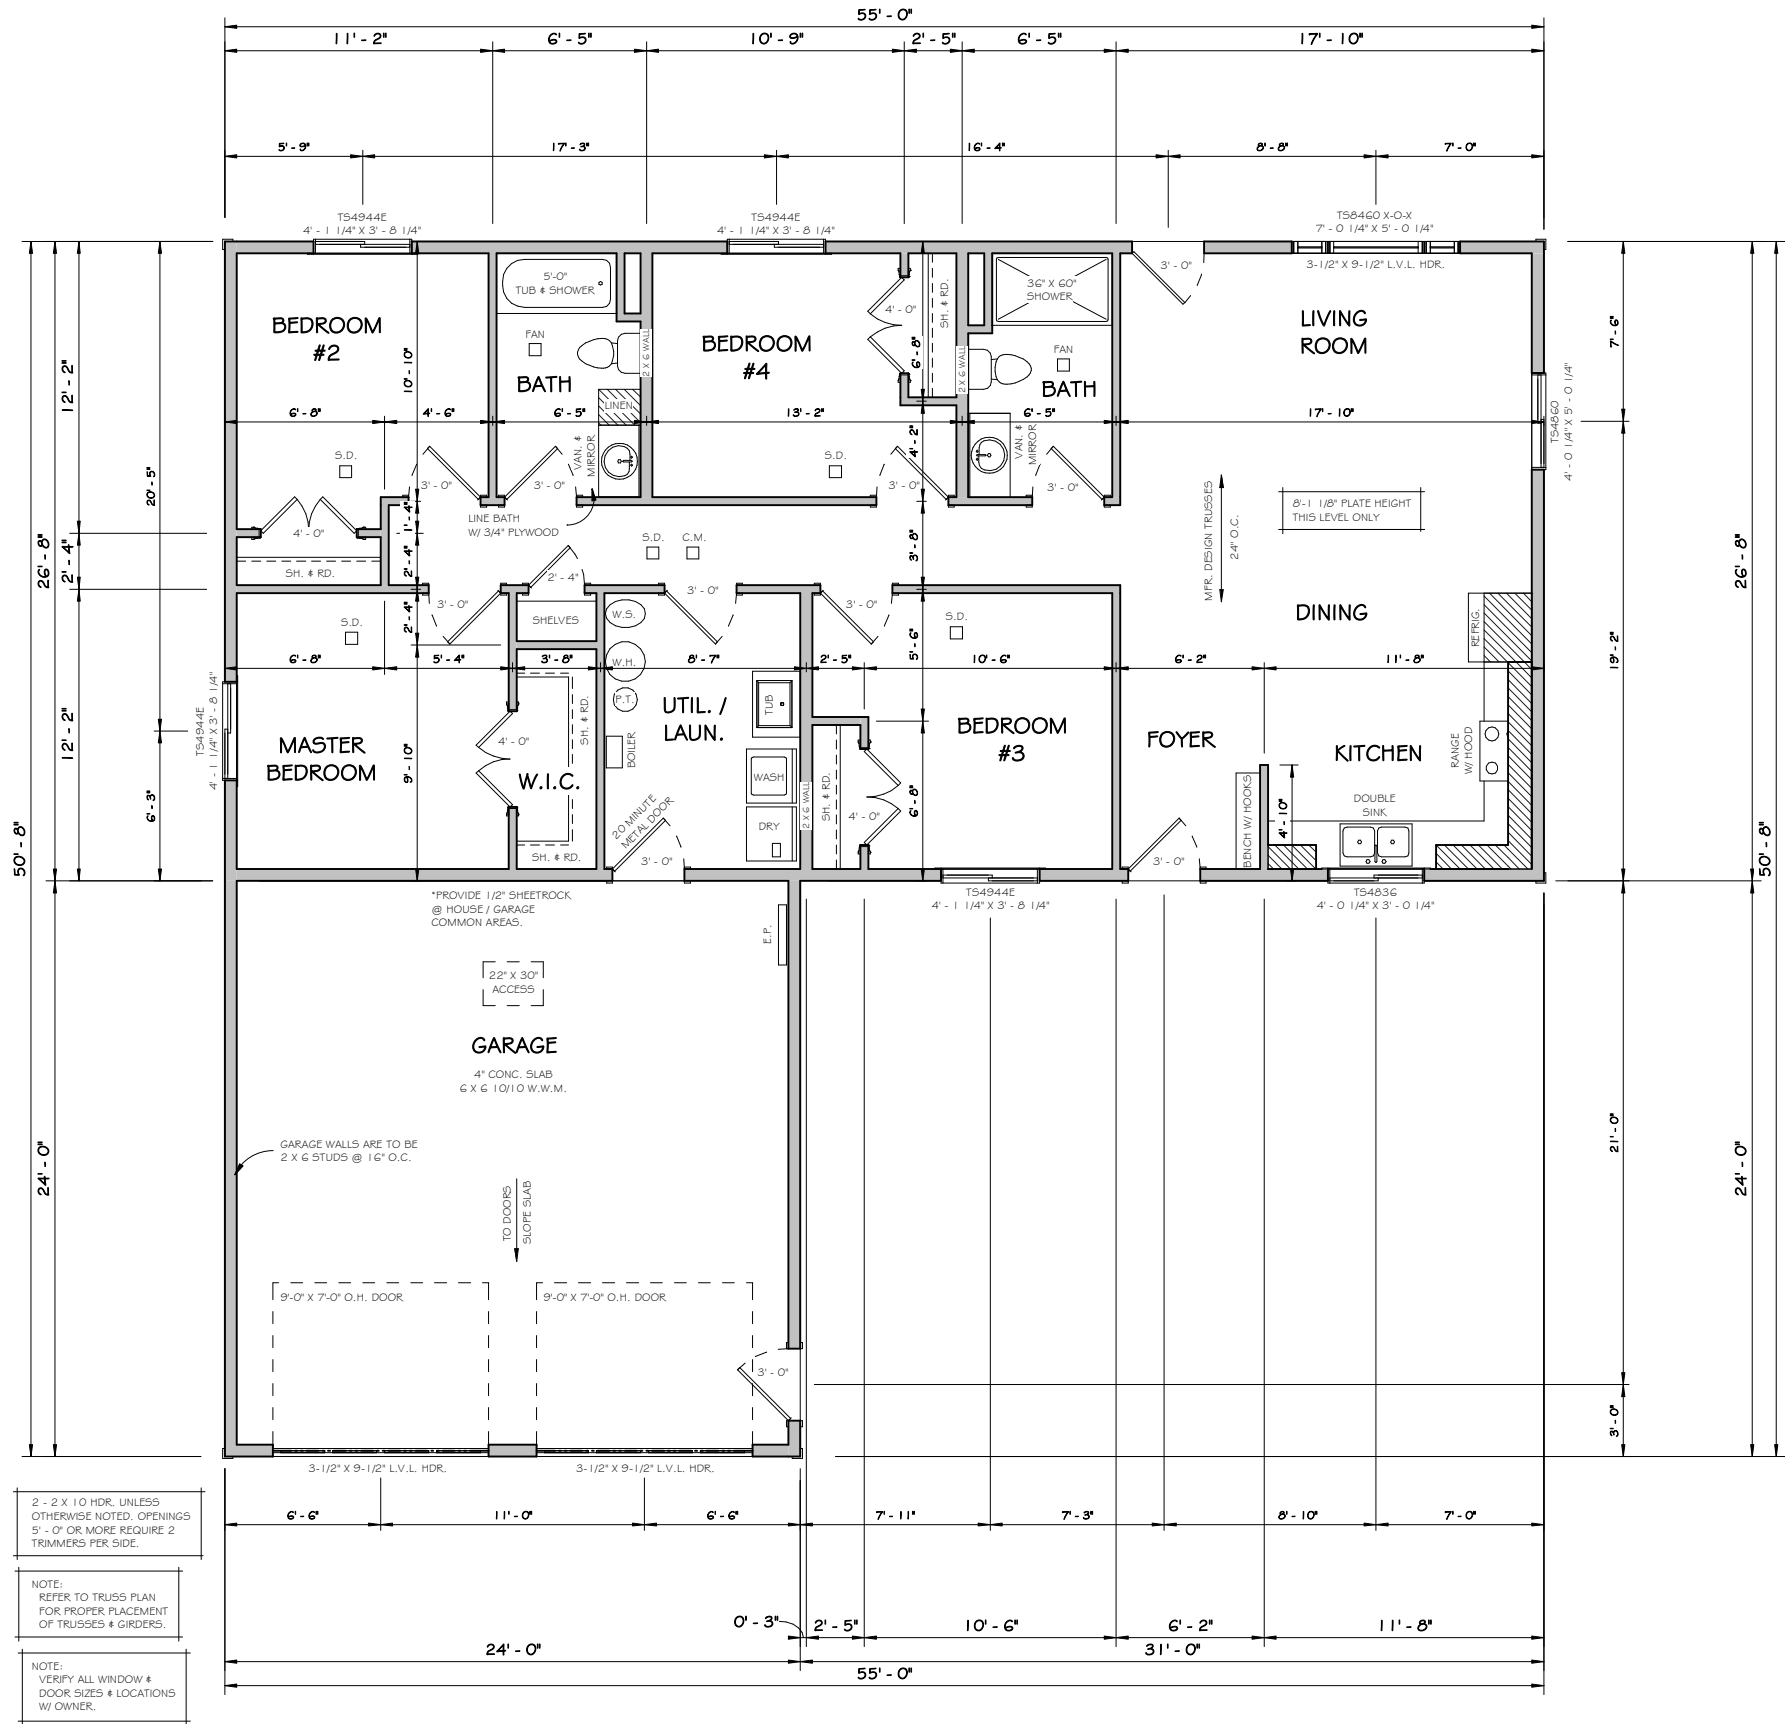 55' - 0"
11' - 2"
6' - 5"
10' - 9"
2' - 5"
6' - 5"
17' - 10"
5' - 9"
17' - 3"
16' - 4"
8' - 8"
7' - 0"
TS4944E
4' - 1 1/4" X 3' - 8 1/4"
TS4944E
4' - 1 1/4" X 3' - 8 1/4"
TS8460 X-O-X
7' - 0 1/4" X 5' - 0 1/4"
3-1/2" X 9-1/2" L.V.L. HDR.
50' - 8"
26' - 8"
24' - 0"
12' - 2"
2' - 4"
12' - 2"
20' - 5"
6' - 3"
TS4944E
4' - 1 1/4" X 3' - 8 1/4"
BEDROOM
#2
10' - 10"
6' - 8"
4' - 6"
S.D.
3' - 0"
4' - 0"
SH. & RD.
1' - 4"
2' - 4"
5'-0"
TUB & SHOWER
FAN
BATH
LINEN
6' - 5"
VAN. &
MIRROR
3' - 0"
2 X 6 WALL
LINE BATH
W/ 3/4" PLYWOOD
BEDROOM
#4
4' - 0"
SH. & RD.
6' - 8"
13' - 2"
4' - 2"
S.D.
3' - 0"
2 X 6 WALL
36" X 60"
SHOWER
FAN
BATH
6' - 5"
VAN. &
MIRROR
3' - 0"
3' - 0"
LIVING
ROOM
17' - 10"
TS4860
4' - 0 1/4" X 5' - 0 1/4"
7' - 6"
19' - 2"
26' - 8"
50' - 8"
24' - 0"
21' - 0"
3' - 0"
MFR. DESIGN TRUSSES
24" O.C.
8'-1 1/8" PLATE HEIGHT
THIS LEVEL ONLY
S.D.
C.M.
3' - 8"
2' - 4"
3' - 0"
3' - 0"
3' - 0"
S.D.
2' - 4"
SHELVES
W.S.
6' - 8"
5' - 4"
3' - 8"
W.H.
8' - 7"
P.T.
MASTER
BEDROOM
9' - 10"
4' - 0"
W.I.C.
SH. & RD.
SH. & RD.
BOILER
UTIL. /
LAUN.
TUB
WASH
DRY
20 MINUTE
METAL DOOR
3' - 0"
2 X 6 WALL
2' - 5"
5' - 6"
S.D.
10' - 6"
BEDROOM
#3
SH. & RD.
4' - 0"
6' - 8"
6' - 2"
FOYER
3' - 0"
BENCH W/ HOOKS
4' - 10"
DINING
REFRIG.
11' - 8"
KITCHEN
RANGE
W/ HOOD
DOUBLE
SINK
TS4944E
4' - 1 1/4" X 3' - 8 1/4"
TS4836
4' - 0 1/4" X 3' - 0 1/4"
*PROVIDE 1/2" SHEETROCK
@ HOUSE / GARAGE
COMMON AREAS.
E.P.
22" X 30"
ACCESS
GARAGE
4" CONC. SLAB
6 X 6 10/10 W.W.M.
GARAGE WALLS ARE TO BE
2 X 6 STUDS @ 16" O.C.
TO DOORS
SLOPE SLAB
9'-0" X 7'-0" O.H. DOOR
9'-0" X 7'-0" O.H. DOOR
3' - 0"
3-1/2" X 9-1/2" L.V.L. HDR.
3-1/2" X 9-1/2" L.V.L. HDR.
6' - 6"
11' - 0"
6' - 6"
7' - 11"
7' - 3"
8' - 10"
7' - 0"
0' - 3"
2' - 5"
10' - 6"
6' - 2"
11' - 8"
24' - 0"
31' - 0"
55' - 0"
2 - 2 X 10 HDR. UNLESS
OTHERWISE NOTED. OPENINGS
5' - 0" OR MORE REQUIRE 2
TRIMMERS PER SIDE.
NOTE:
REFER TO TRUSS PLAN
FOR PROPER PLACEMENT
OF TRUSSES & GIRDERS.
NOTE:
VERIFY ALL WINDOW &
DOOR SIZES & LOCATIONS
W/ OWNER.